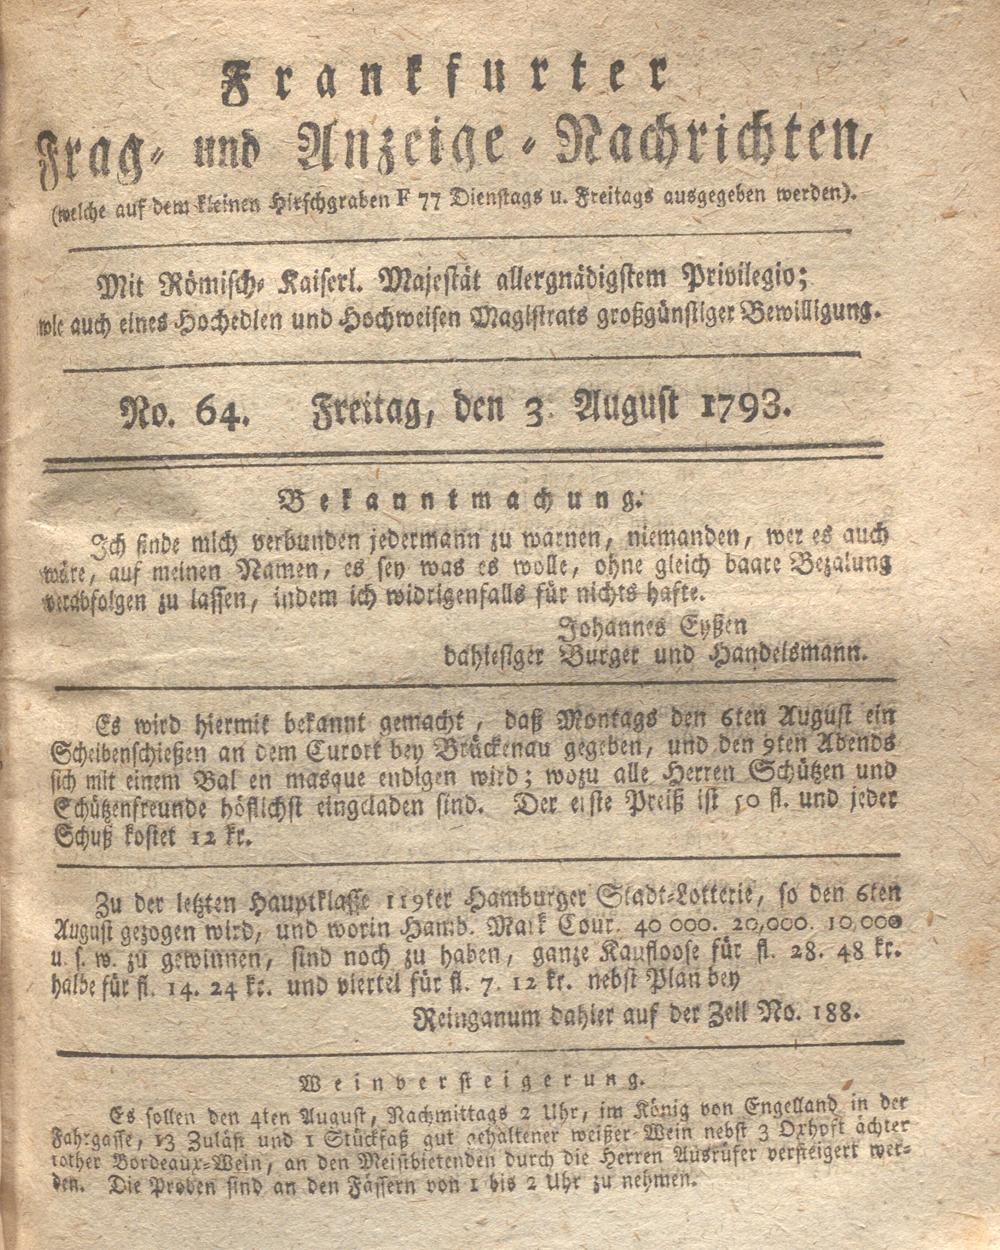 Frankfurter
Frag- und Anzeige-Nachrichten,
(welche auf dem kleinen Hirschgraben F 77 Dienstags u. Freitags ausgegeben werden).
Mit Römisch- Kaiserl. Majestät allergnädigstem Privilegio;
wie auch eines Hochedlen und Hochweisen Magistrats großgünstiger Bewilligung.
No. 64. Freitag, den 3. August 1793.
Bekanntmachung.
Ich finde mich verbunden jedermann zu warnen, niemanden, wer es auch
wäre, auf meinen Namen, es sey was es wolle, ohne gleich baare Bezalung
verabfolgen zu lassen, indem ich widrigenfalls für nichts hafte.
Johannes Eyßen
dahiesiger Burger und Handelsmann.
Es wird hiermit bekannt gemacht, daß Montags den 6ten August ein
Scheibenschießen an dem Curort bey Brückenau gegeben, und den 9ten Abends
sich mit einem Bal en masque endigen wird; wozu alle Herren Schützen und
Schützenfreunde höflichst eingeladen sind. Der erste Preiß ist 50 fl. und jeder
Schuß kostet 12 kr.
Zu der letzten Hauptklasse 119ter Hamburger Stadt-Lotterie, so den 6ten
August gezogen wird, und worin Hamb. Mark Cour. 40 000. 20,000. 10,000
u. s. w. zu gewinnen, sind noch zu haben, ganze Kaufloose für fl. 28. 48 kr.
halbe für fl. 14. 24 kr. und viertel für fl. 7. 12 kr. nebst Plan bey
Reinganum dahier auf der Zeil No. 188.
Weinversteigerung.
Es sollen den 4ten August, Nachmittags 2 Uhr, im König von Engelland in der
Fahrgasse, 13 Zuläst und 1 Stückfaß gut gehaltener weißer Wein nebst 3 Oxhoft ächter
rother Bordeaux-Wein, an den Meistbietenden durch die Herren Ausrüfer versteigert wer-
den. Die Proben sind an den Fässern von 1 bis 2 Uhr zu nehmen.